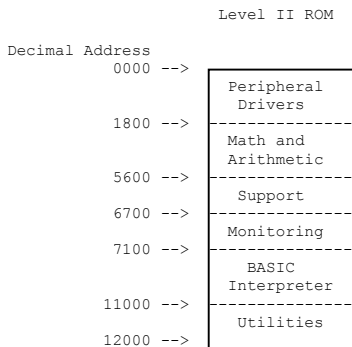 Level II ROM
Decimal Address
0000 -->
Peripheral
Drivers
1800 -->
Math and
Arithmetic
5600 -->
Support
6700 -->
Monitoring
7100 -->
BASIC
Interpreter
11000 -->
Utilities
12000 -->